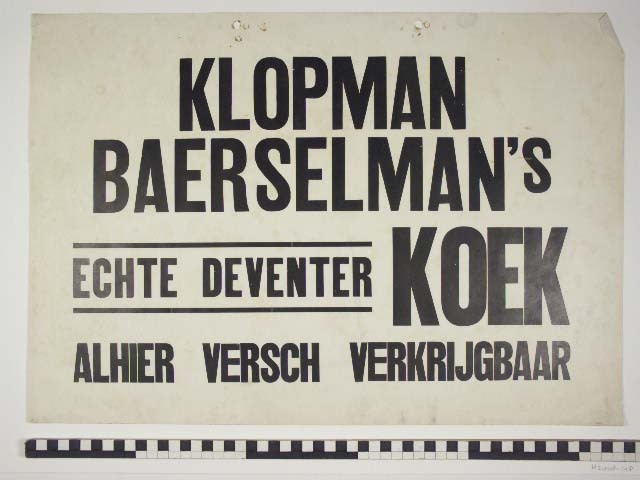 KLOPMAN
BAERSELMAN's
ECHTE DEVENTER KOEK
ALHIER VERSCH VERKRIJGBAAR